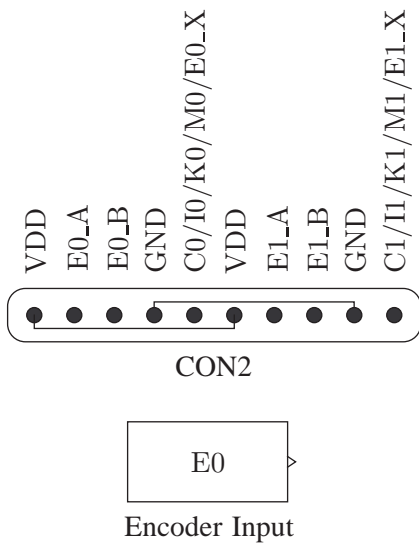 VDD
E0_A
E0_B
GND
C0/I0/K0/M0/E0_X
VDD
E1_A
E1_B
GND
C1/I1/K1/M1/E1_X
CON2
E0
Encoder Input